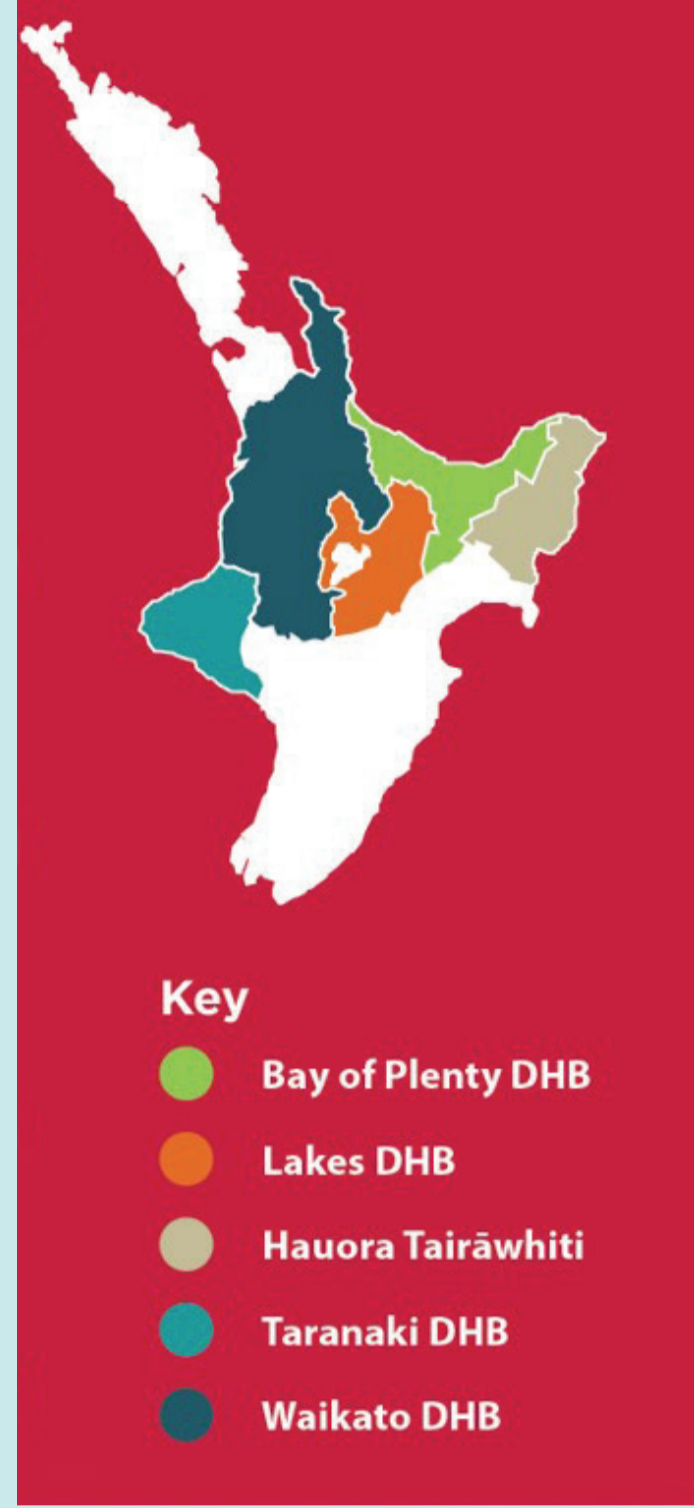 Key
Bay of Plenty DHB
Lakes DHB
Hauora Tairāwhiti
Taranaki DHB
Waikato DHB